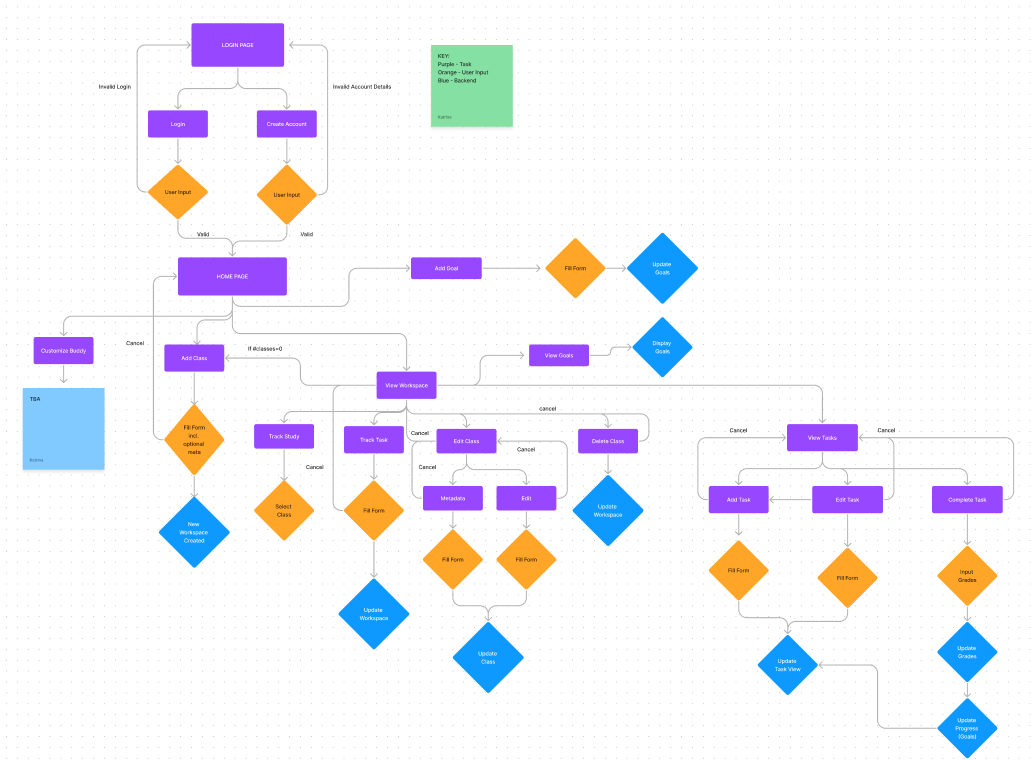 LOGIN PAGE
KEY:
Purple - Task
Orange - User Input
Blue - Backend
Katrina
Invalid Login
Invalid Account Details
Login
Create Account
User Input
User Input
Valid
Valid
HOME PAGE
Add Goal
Fill Form
Update
Goals
Cancel
Customize Buddy
Add Class
If #classes=0
View Goals
Display
Goals
View Workspace
TBA
Katrina
Fill Form
incl.
optional
meta
New
Workspace
Created
cancel
Track Study
Track Task
Cancel
Edit Class
Cancel
Delete Class
Cancel
Cancel
Select
Class
Fill Form
Metadata
Edit
Update
Workspace
Fill Form
Fill Form
Update
Workspace
Update
Class
Cancel
View Tasks
Cancel
Add Task
Edit Task
Complete Task
Fill Form
Fill Form
Input
Grades
Update
Task View
Update
Grades
Update
Progress
(Goals)